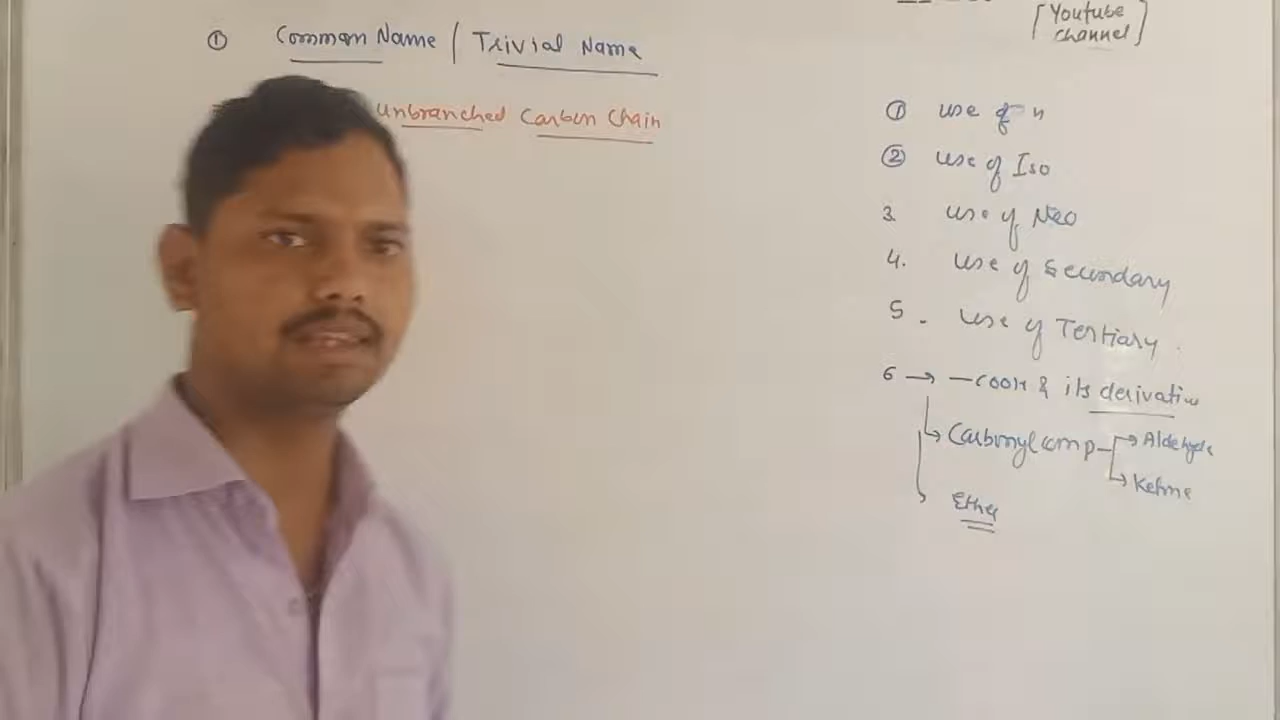 ① Common Name / Trivial Name
unbranched Carbon Chain
[Youtube channel]
① use of n
② use of Iso
3. use of Neo
4. use of Secondary
5. use of Tertiary.
6 → -COOH & its derivative
↳ Carbonyl comp → Aldehyde
↳ Ketone
↳ Ether